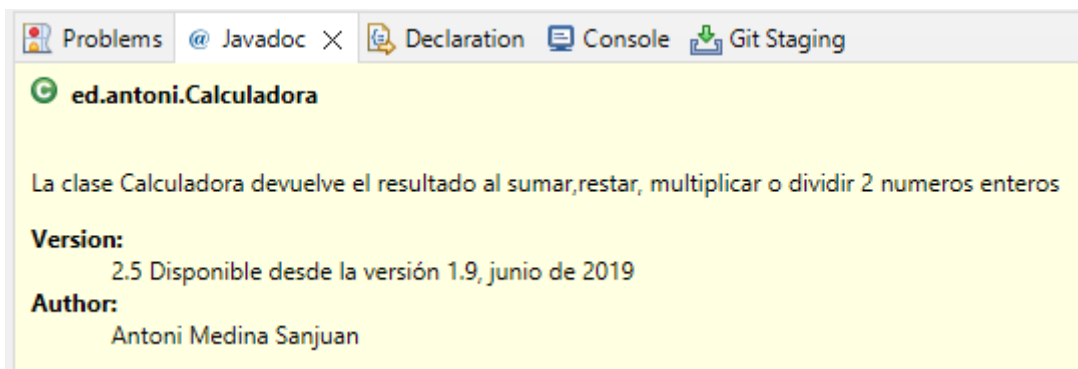 Problems @ Javadoc Declaration Console Git Staging
C ed.antoni.Calculadora
La clase Calculadora devuelve el resultado al sumar,restar, multiplicar o dividir 2 numeros enteros
Version:
2.5 Disponible desde la versión 1.9, junio de 2019
Author:
Antoni Medina Sanjuan